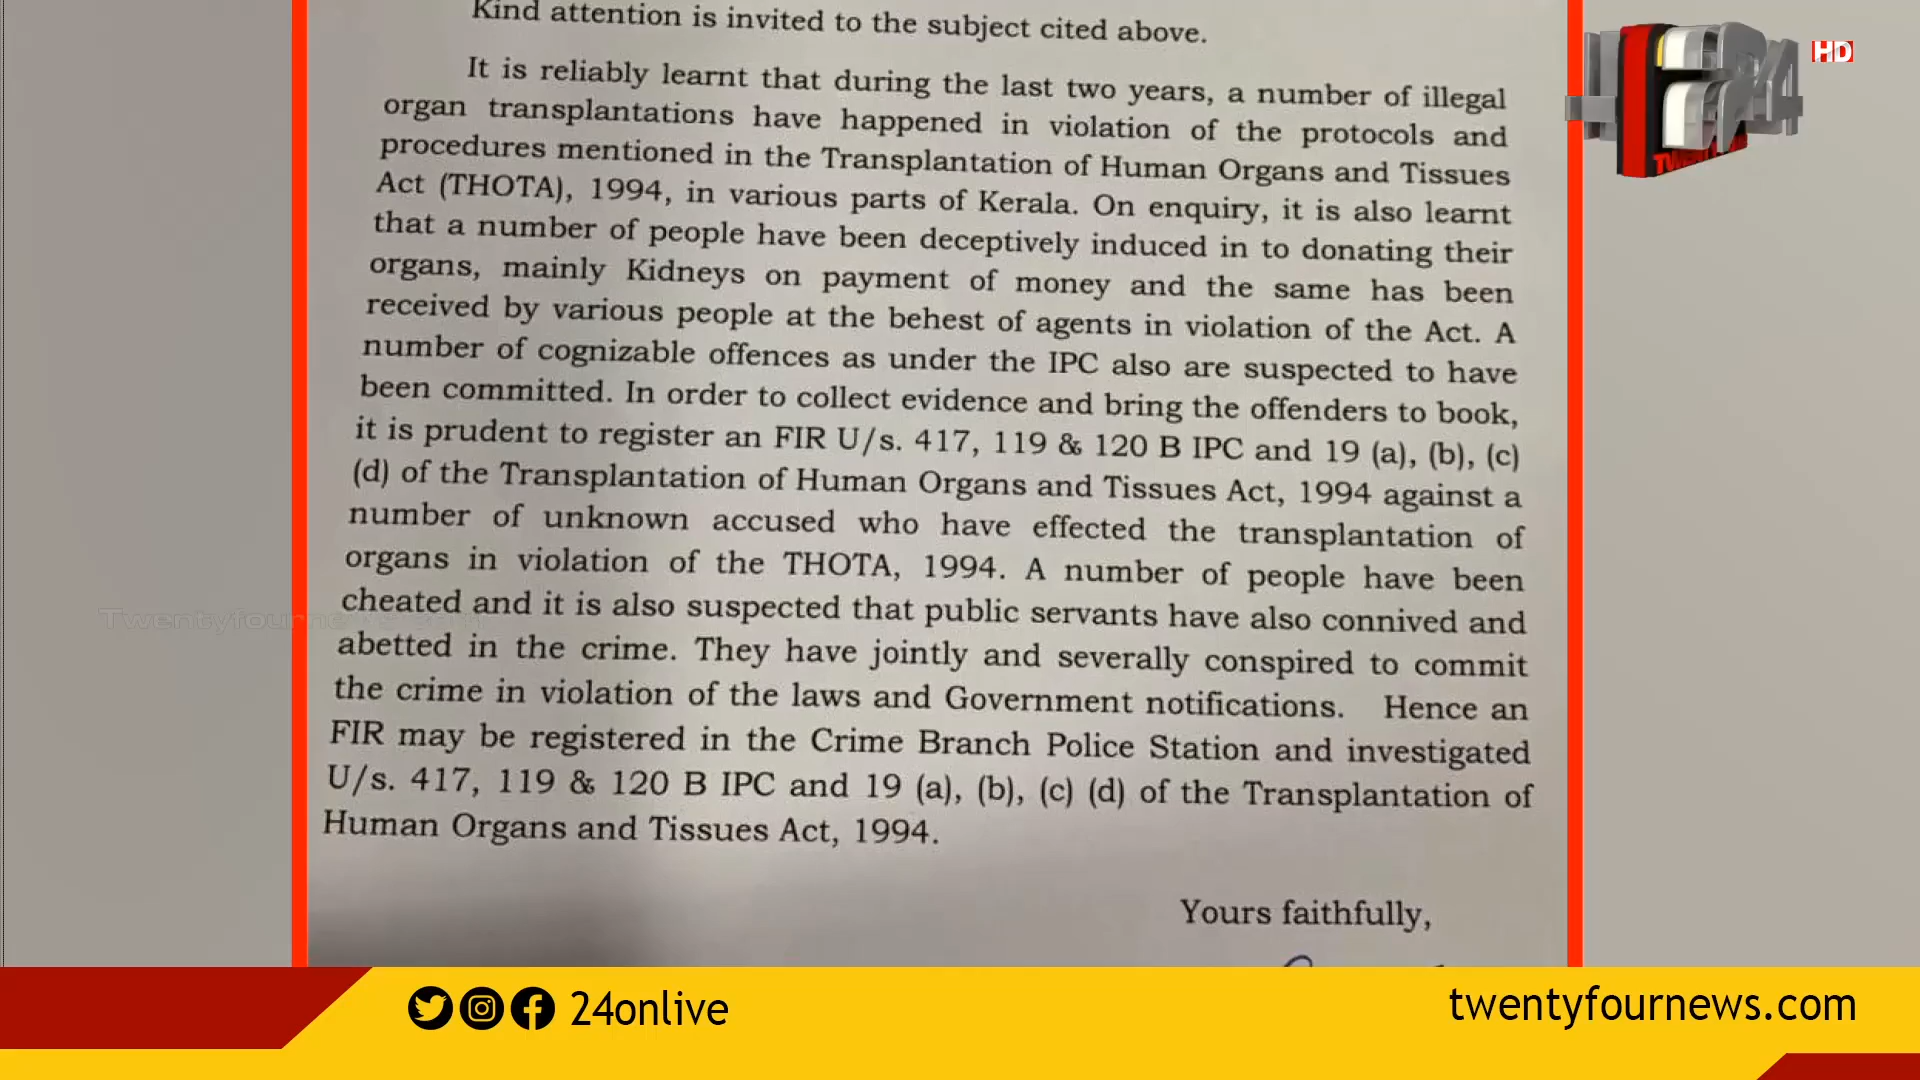 Kind attention is invited to the subject cited above.
It is reliably learnt that during the last two years, a number of illegal
organ transplantations have happened in violation of the protocols and
procedures mentioned in the Transplantation of Human Organs and Tissues
Act (THOTA), 1994, in various parts of Kerala. On enquiry, it is also learnt
that a number of people have been deceptively induced in to donating their
organs, mainly Kidneys on payment of money and the same has been
received by various people at the behest of agents in violation of the Act. A
number of cognizable offences as under the IPC also are suspected to have
been committed. In order to collect evidence and bring the offenders to book,
it is prudent to register an FIR U/s. 417, 119 & 120 B IPC and 19 (a), (b), (c)
(d) of the Transplantation of Human Organs and Tissues Act, 1994 against a
number of unknown accused who have effected the transplantation of
organs in violation of the THOTA, 1994. A number of people have been
cheated and it is also suspected that public servants have also connived and
abetted in the crime. They have jointly and severally conspired to commit
the crime in violation of the laws and Government notifications. Hence an
FIR may be registered in the Crime Branch Police Station and investigated
U/s. 417, 119 & 120 B IPC and 19 (a), (b), (c) (d) of the Transplantation of
Human Organs and Tissues Act, 1994.
Yours faithfully,
24
HD
24onlive
twentyfournews.com